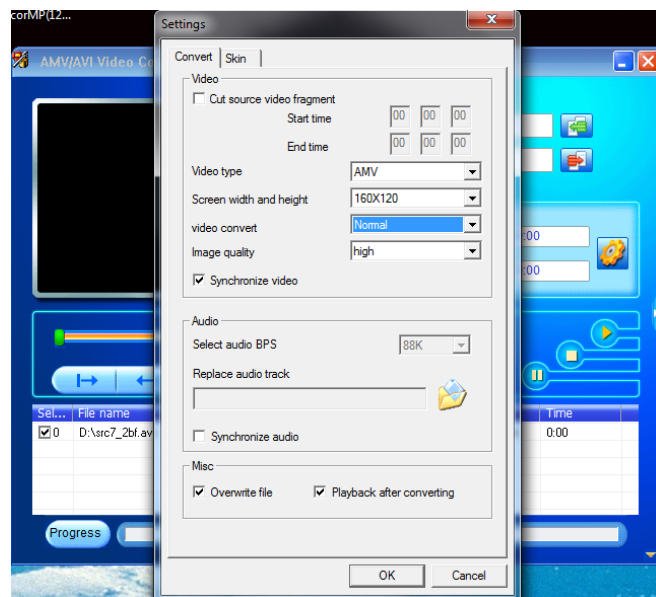 corMP(12...
Settings
AMV/AVI Video Co
Convert Skin
Video
Cut source video fragment
Start time 00 00 00
End time 00 00 00
Video type AMV
Screen width and height 160X120
video convert Normal
Image quality high
Synchronize video
:00
:00
Audio
Select audio BPS 88K
Replace audio track
Synchronize audio
Sel... File name Time
0 D:\src7_2bf.av 0:00
Misc
Overwrite file Playback after converting
Progress
OK Cancel